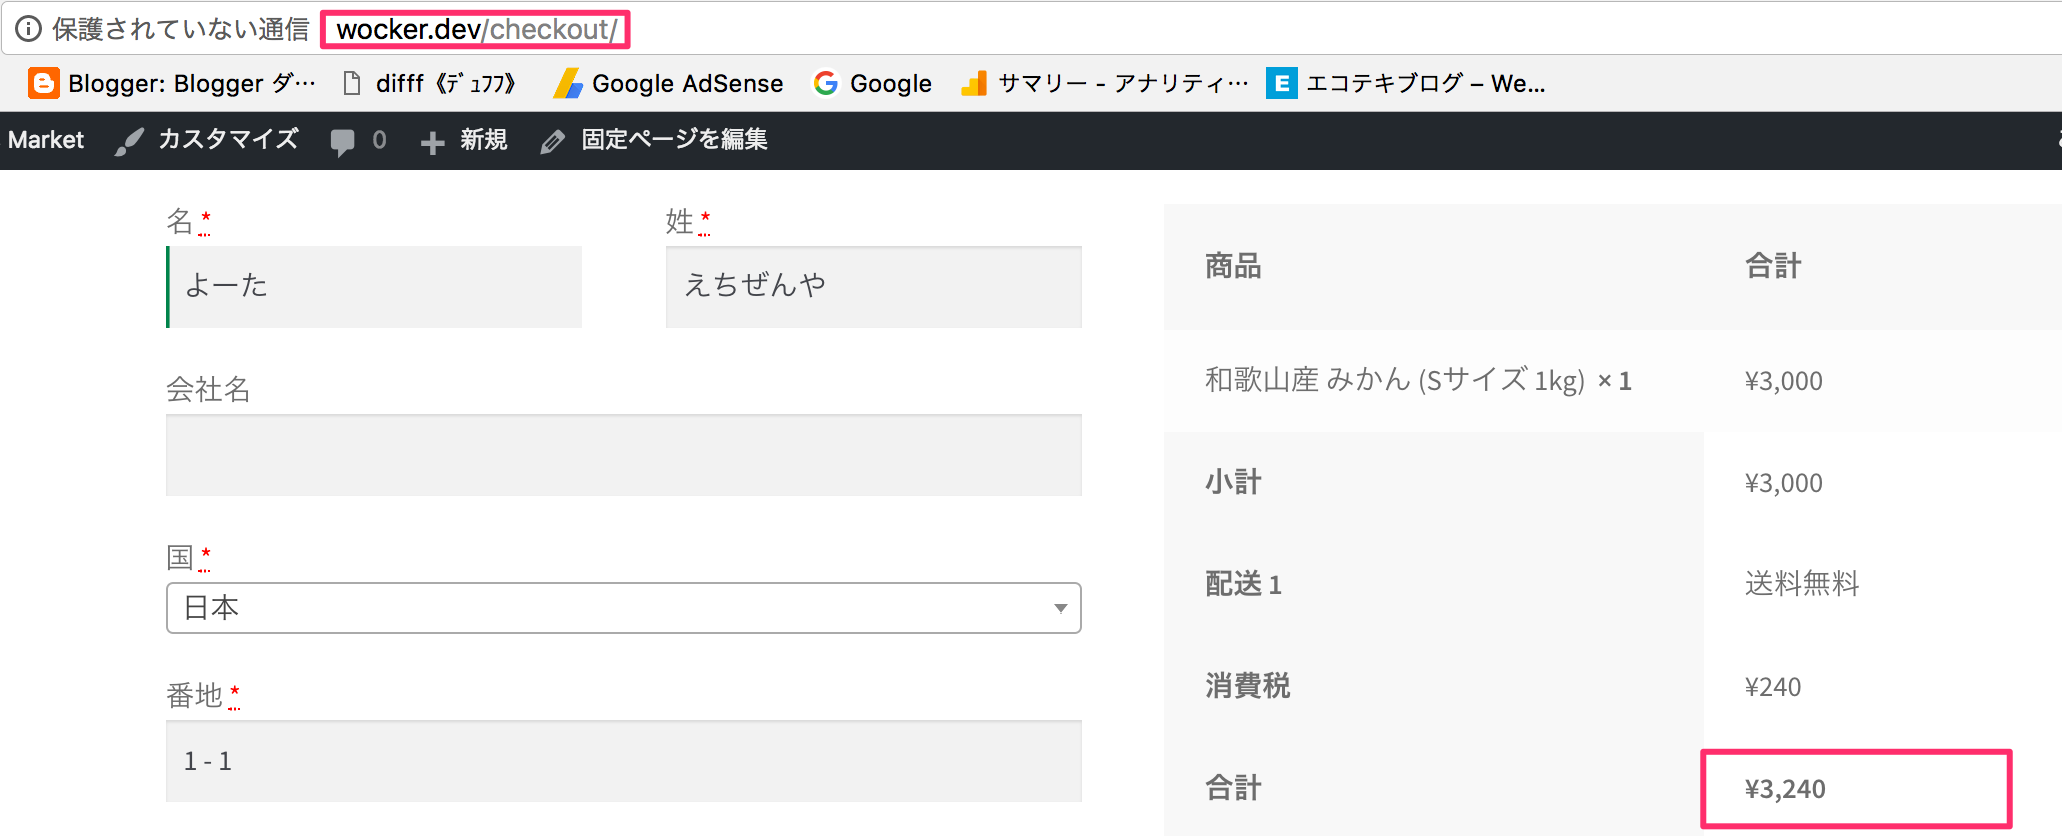 保護されていない通信 wocker.dev/checkout/
Blogger: Blogger ダ… difff《ﾃﾞｭﾌﾌ》 Google AdSense Google サマリー - アナリティ… エコテキブログ – We...
Market カスタマイズ 0 新規 固定ページを編集
名 *
よーた
姓 *
えちぜんや
会社名
国 *
日本
番地 *
1 - 1
商品 合計
和歌山産 みかん (Sサイズ 1kg) × 1 ¥3,000
小計 ¥3,000
配送 1 送料無料
消費税 ¥240
合計 ¥3,240